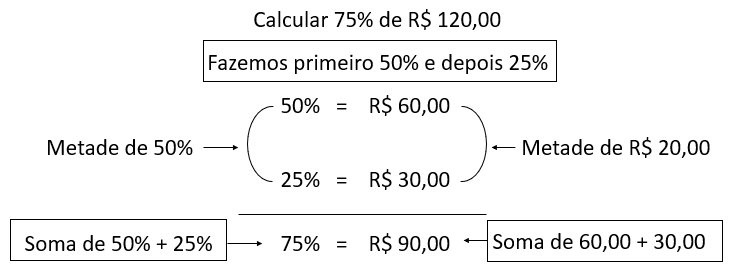 Calcular 75% de R$ 120,00
Fazemos primeiro 50% e depois 25%
50% = R$ 60,00
Metade de 50%
Metade de R$ 20,00
25% = R$ 30,00
Soma de 50% + 25%
75% = R$ 90,00
Soma de 60,00 + 30,00